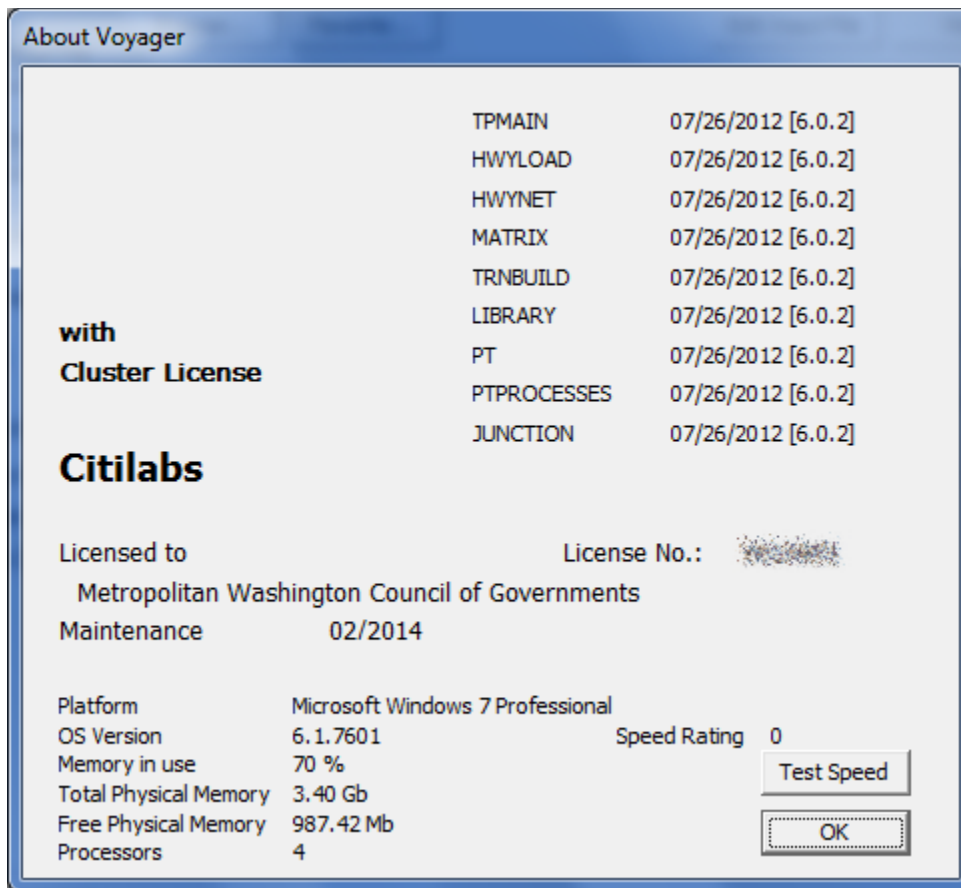 About Voyager
TPMAIN 07/26/2012 [6.0.2]
HWYLOAD 07/26/2012 [6.0.2]
HWYNET 07/26/2012 [6.0.2]
MATRIX 07/26/2012 [6.0.2]
TRNBUILD 07/26/2012 [6.0.2]
LIBRARY 07/26/2012 [6.0.2]
PT 07/26/2012 [6.0.2]
PTPROCESSES 07/26/2012 [6.0.2]
JUNCTION 07/26/2012 [6.0.2]
with
Cluster License
Citilabs
Licensed to License No.:
Metropolitan Washington Council of Governments
Maintenance 02/2014
Platform Microsoft Windows 7 Professional
OS Version 6.1.7601 Speed Rating 0
Memory in use 70 %
Total Physical Memory 3.40 Gb
Free Physical Memory 987.42 Mb
Processors 4
Test Speed
OK